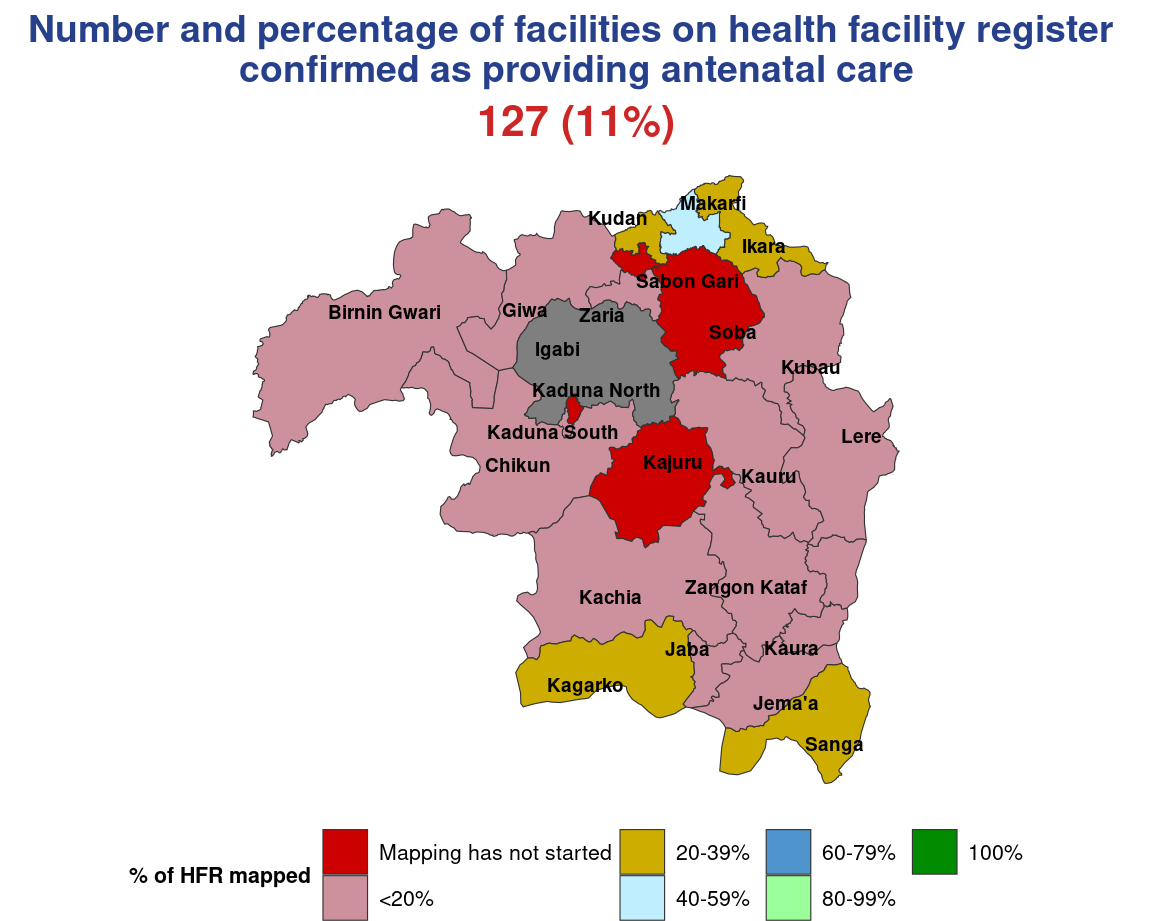 Number and percentage of facilities on health facility register
confirmed as providing antenatal care
127 (11%)
Makarfi
Kudan
Ikara
Sabon Gari
Birnin Gwari
Giwa
Zaria
Soba
Igabi
Kubau
Kaduna North
Kaduna South
Lere
Chikun
Kajuru
Kauru
Zangon Kataf
Kachia
Jaba
Kaura
Kagarko
Jema'a
Sanga
% of HFR mapped
Mapping has not started
<20%
20-39%
40-59%
60-79%
80-99%
100%